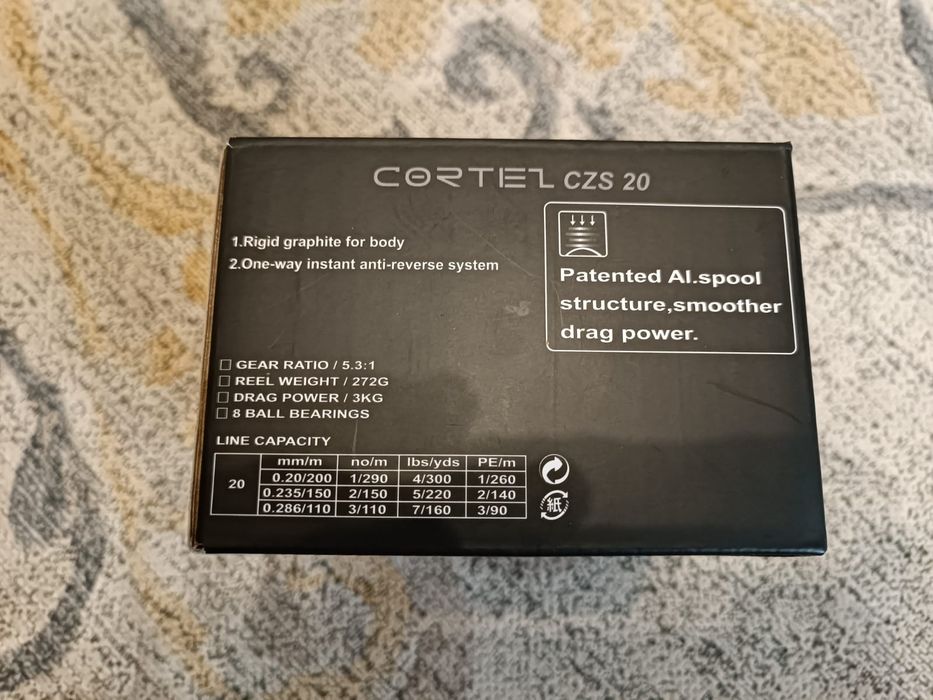 CORTEZ CZS 20
1.Rigid graphite for body
2.One-way instant anti-reverse system
Patented Al.spool
structure,smoother
drag power.
GEAR RATIO / 5.3:1
REEL WEIGHT / 272G
DRAG POWER / 3KG
8 BALL BEARINGS
LINE CAPACITY
mm/m no/m lbs/yds PE/m
20
0.20/200 1/290 4/300 1/260
0.235/150 2/150 5/220 2/140
0.286/110 3/110 7/160 3/90
紙